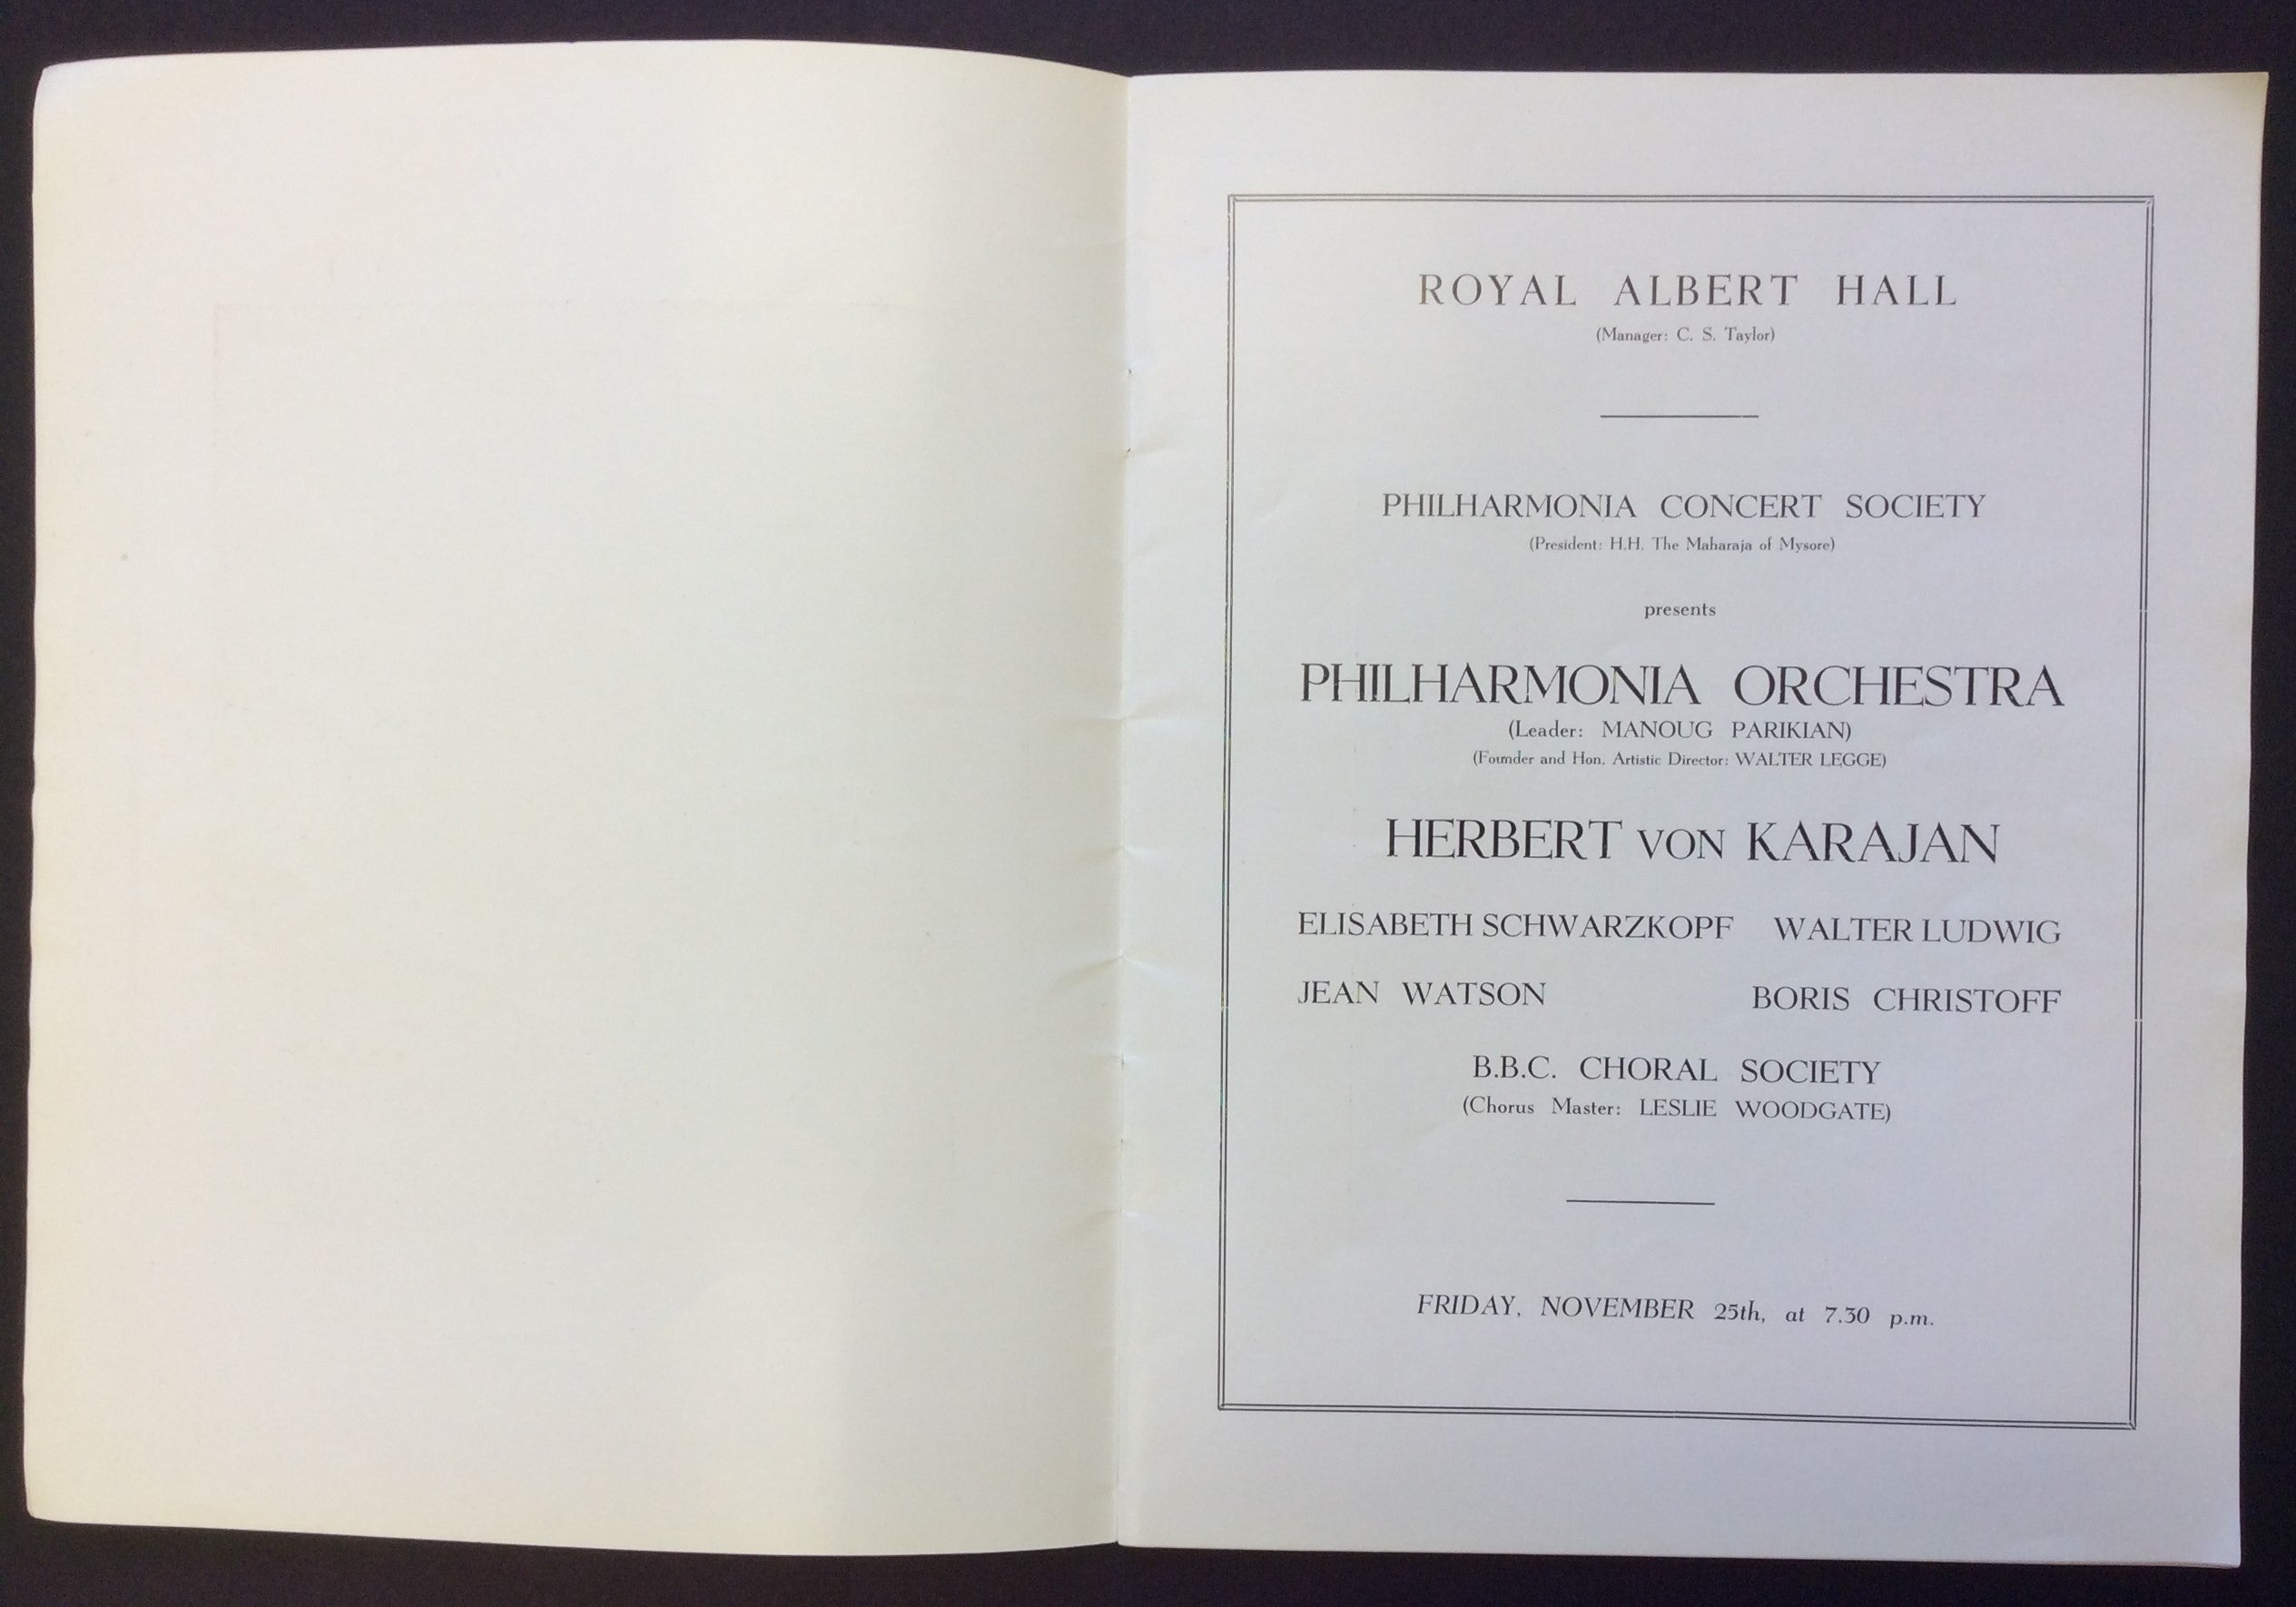 ROYAL ALBERT HALL
(Manager: C. S. Taylor)
PHILHARMONIA CONCERT SOCIETY
(President: H.H. The Maharaja of Mysore)
presents
PHILHARMONIA ORCHESTRA
(Leader: MANOUG PARIKIAN)
(Founder and Hon. Artistic Director: WALTER LEGGE)
HERBERT VON KARAJAN
ELISABETH SCHWARZKOPF WALTER LUDWIG
JEAN WATSON BORIS CHRISTOFF
B.B.C. CHORAL SOCIETY
(Chorus Master: LESLIE WOODGATE)
FRIDAY, NOVEMBER 25th, at 7.30 p.m.